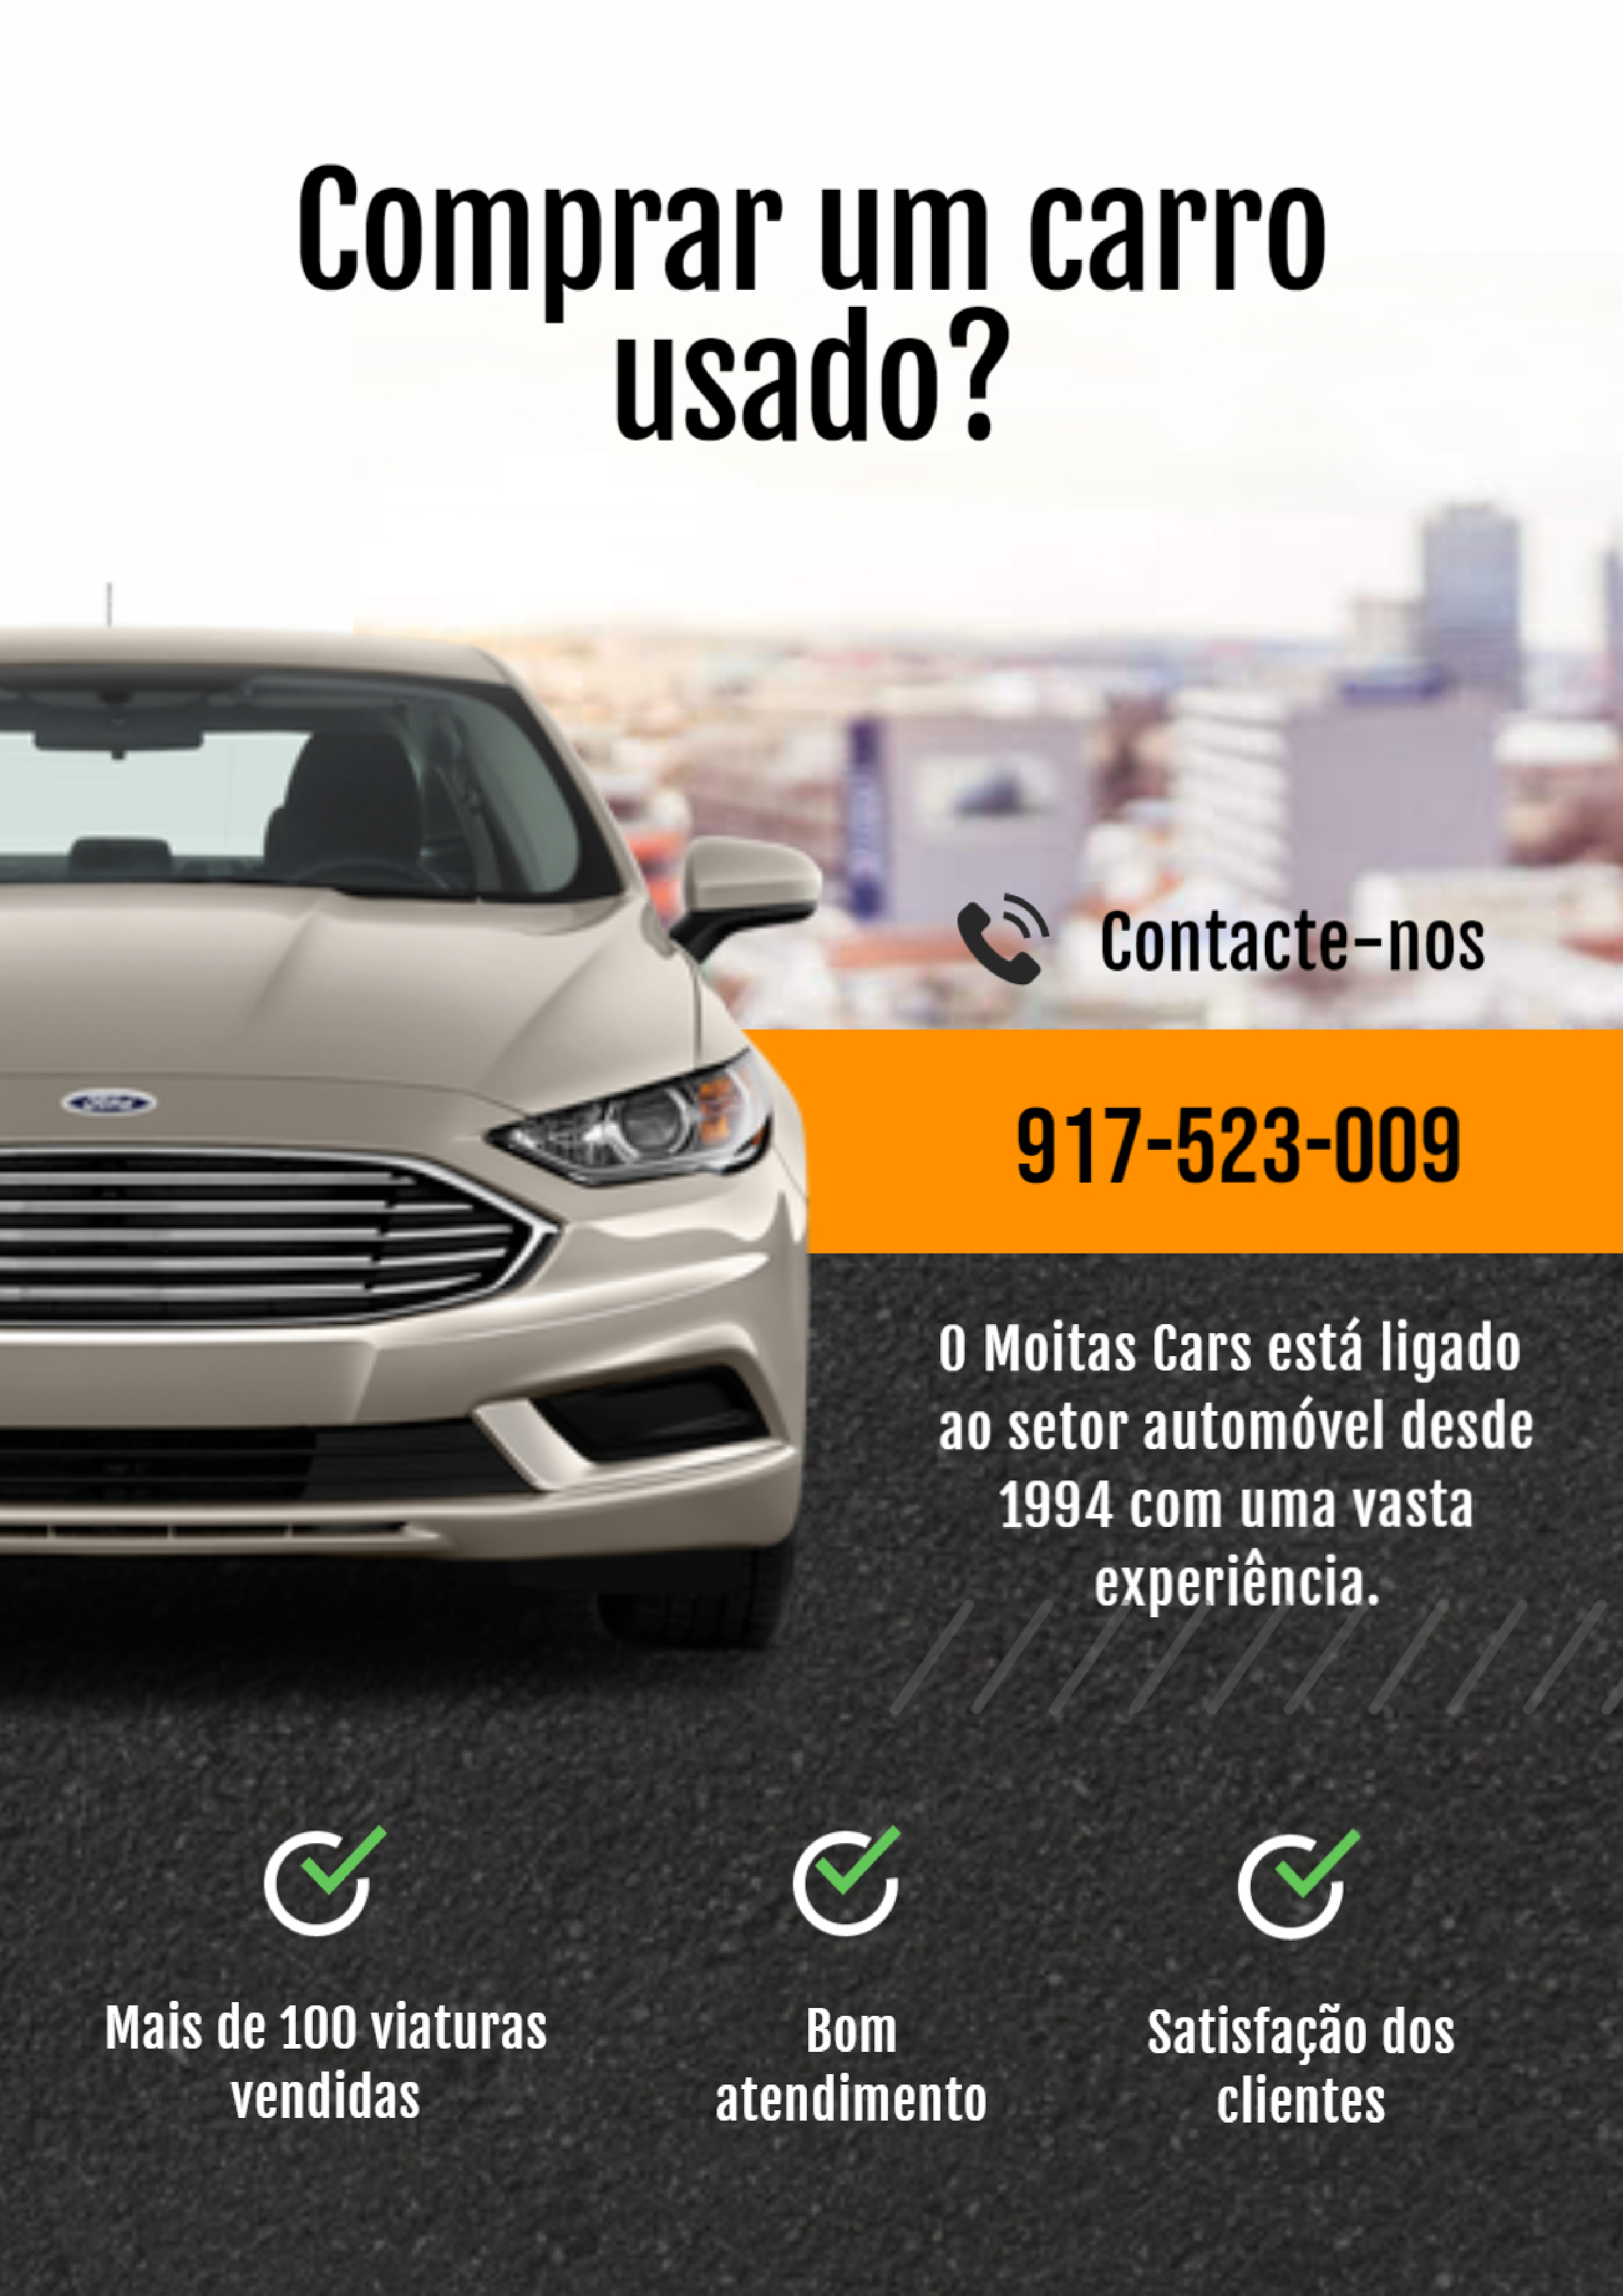 Comprar um carro
usado?
Contacte-nos
Ford
917-523-009
O Moitas Cars está ligado
ao setor automóvel desde
1994 com uma vasta
experiência.
Mais de 100 viaturas
vendidas
Bom
atendimento
Satisfação dos
clientes